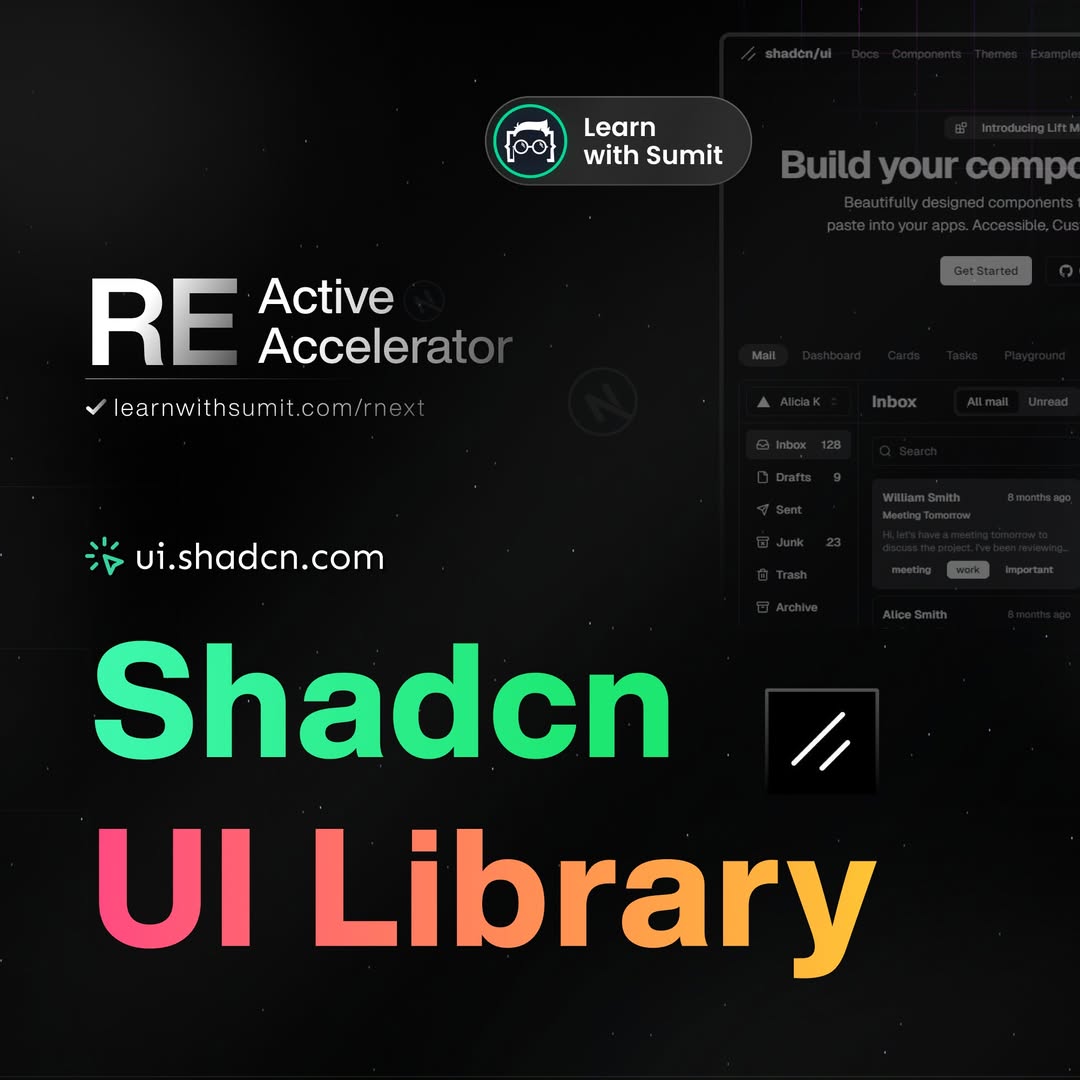 shadcn/ui Docs Components Themes Examples
Learn
with Sumit
Introducing Lift
Build your
Beautifully designed components
paste into your apps. Accessible,
Get Started
RE Active
Accelerator
learnwithsumit.com/rnext
Mail Dashboard Cards Tasks Playground
Alicia K Inbox All mail Unread
Inbox 128
Search
Drafts 9
William Smith 8 months ago
Sent
Meeting Tomorrow
Junk 23
Hi, let's have a meeting tomorrow to
discuss the project. I've been reviewing...
meeting work important
Trash
Archive
Alice Smith 8 months ago
ui.shadcn.com
Shadcn
UI Library